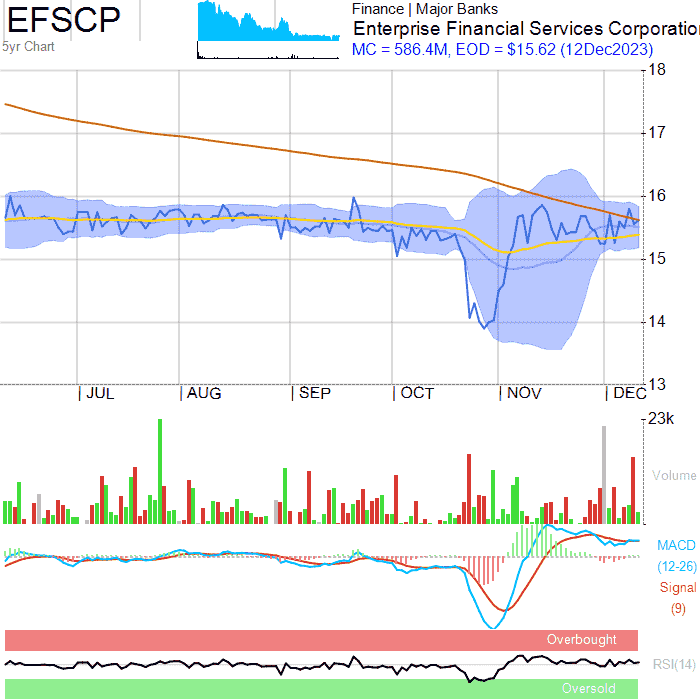 EFSCP
5yr Chart
Finance | Major Banks
Enterprise Financial Services Corporation
MC = 586.4M, EOD = $15.62 (12Dec2023)
18
17
16
15
14
13
| JUL | AUG | SEP | OCT | NOV | DEC
23k
Volume
MACD
(12-26)
Signal
(9)
Overbought
RSI(14)
Oversold